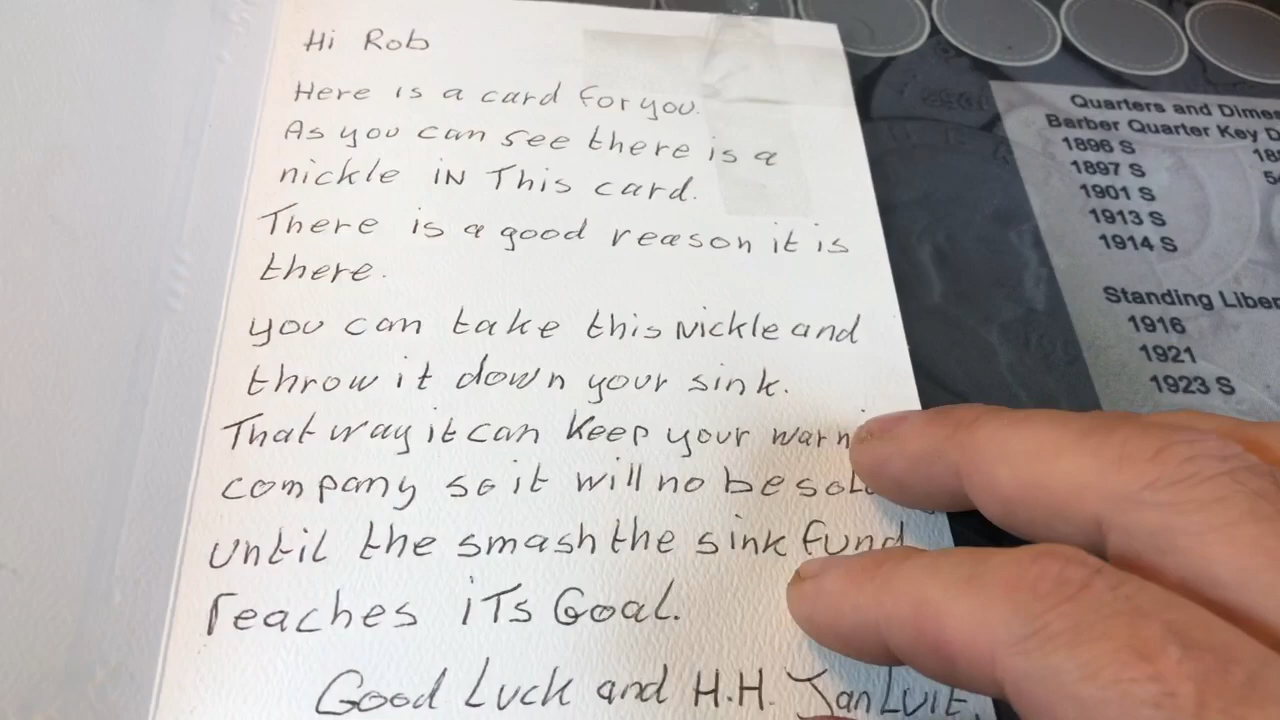 Hi Rob
Here is a card for you.
As you can see there is a
nickle iN This card.
There is a good reason it is
there.
you can take this Nickle and
throw it down your sink.
That way it can keep your
company so it will no be
until the smash the sink fund
reaches iTs Goal.
Good Luck and H.H. Jan Luit.
Quarters and Dimes
Barber Quarter Key D
1896 S
1897 S
1901 S
1913 S
1914 S
Standing Liber
1916
1921
1923 S